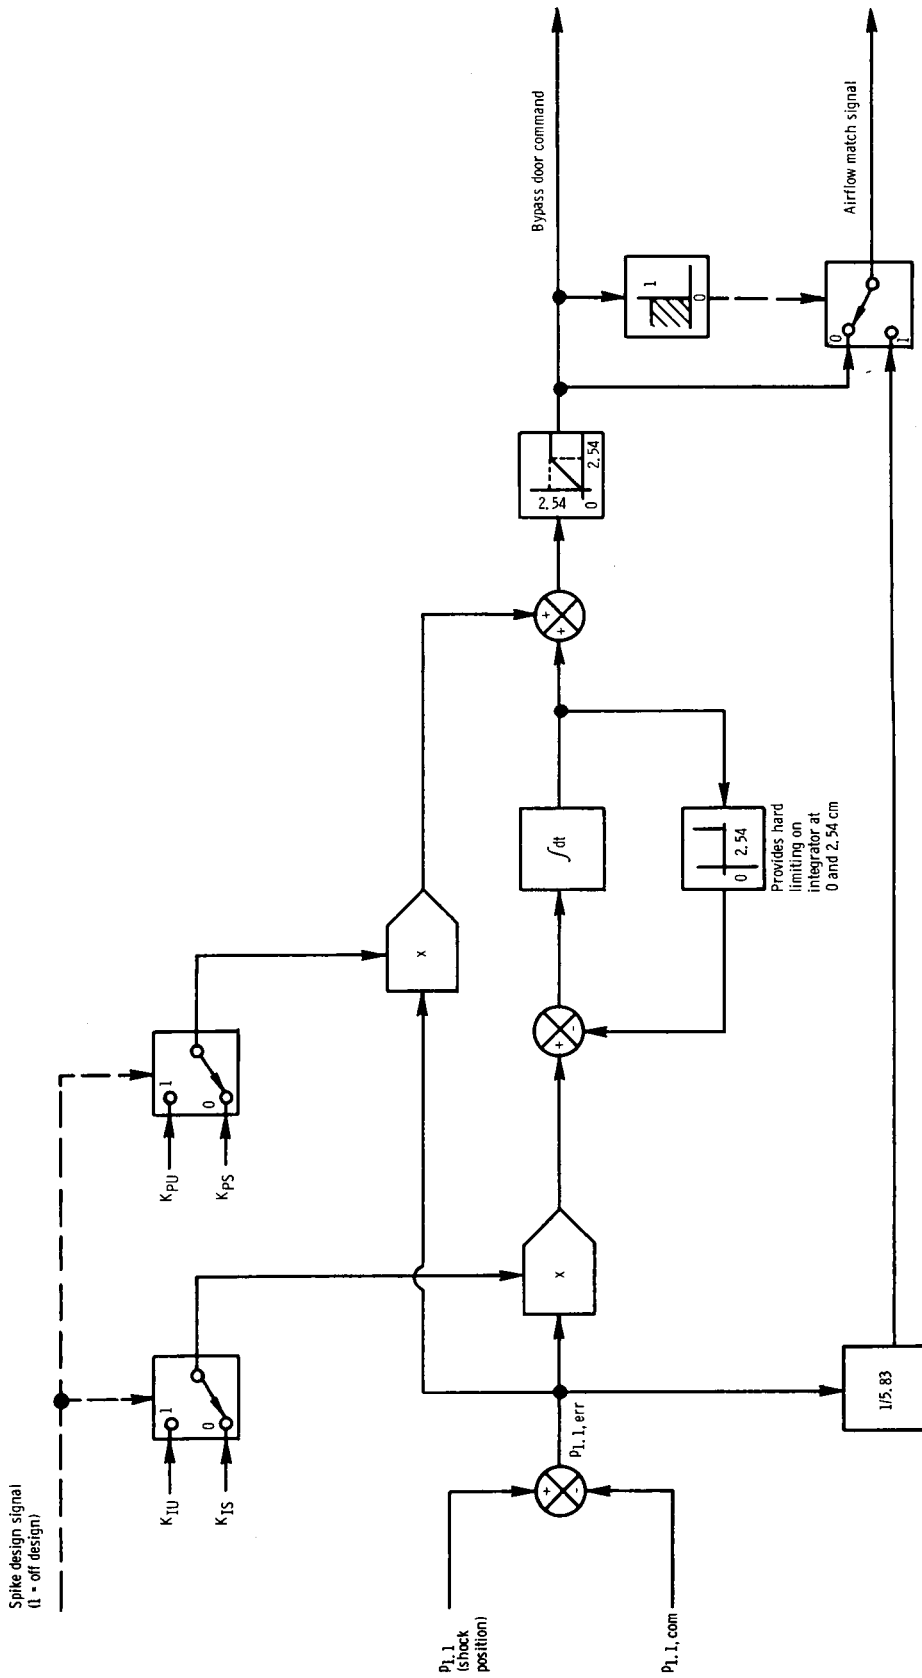 Spike design signal
(1 = off design)
K_IU
K_IS
1
0
K_PU
K_PS
1
0
x
x
p_1.1
(shock
position)
p_1.1, com
+
-
p_1.1, err
+
-
∫ dt
0 2.54
Provides hard
limiting on
integrator at
0 and 2.54 cm
+
+
2.54
0
2.54
Bypass door command
1
0
0
1
Airflow match signal
1/5.83